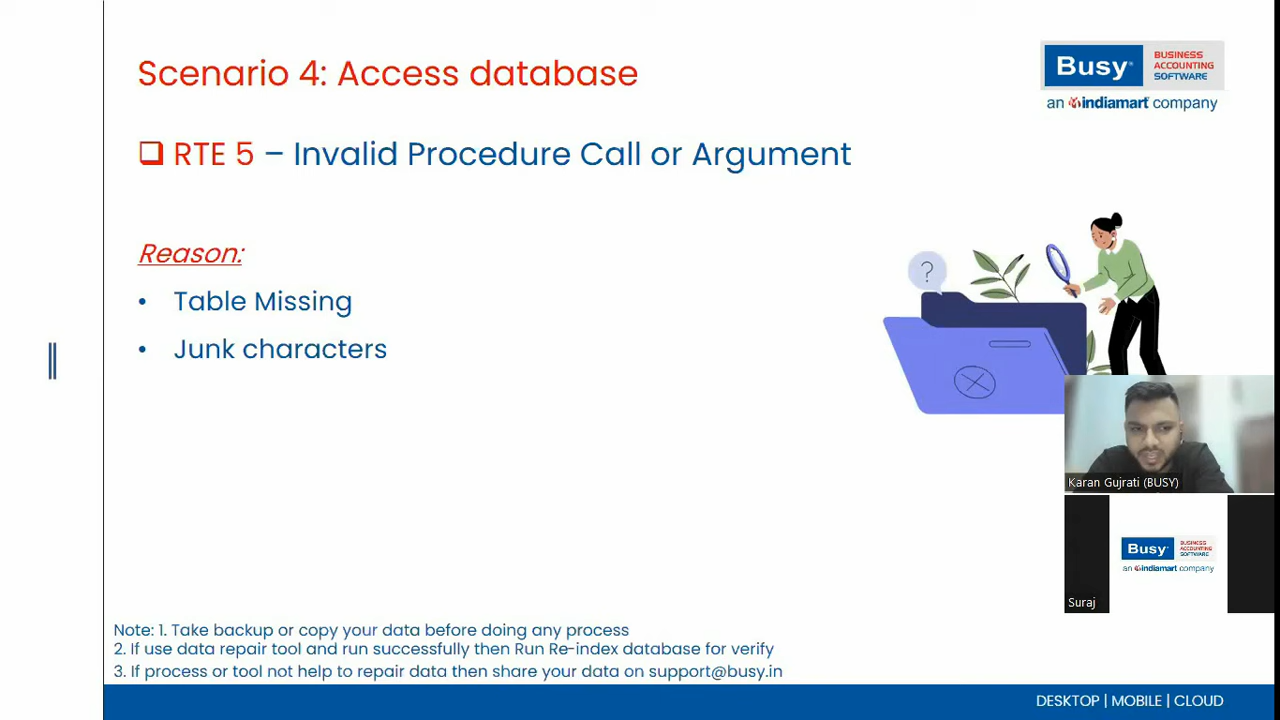 Scenario 4: Access database
Busy
BUSINESS
ACCOUNTING
SOFTWARE
an indiamart company
❑ RTE 5 – Invalid Procedure Call or Argument
Reason:
• Table Missing
• Junk characters
?
Karan Gujrati (BUSY)
Busy
BUSINESS
ACCOUNTING
SOFTWARE
an indiamart company
Suraj
Note: 1. Take backup or copy your data before doing any process
2. If use data repair tool and run successfully then Run Re-index database for verify
3. If process or tool not help to repair data then share your data on support@busy.in
DESKTOP | MOBILE | CLOUD